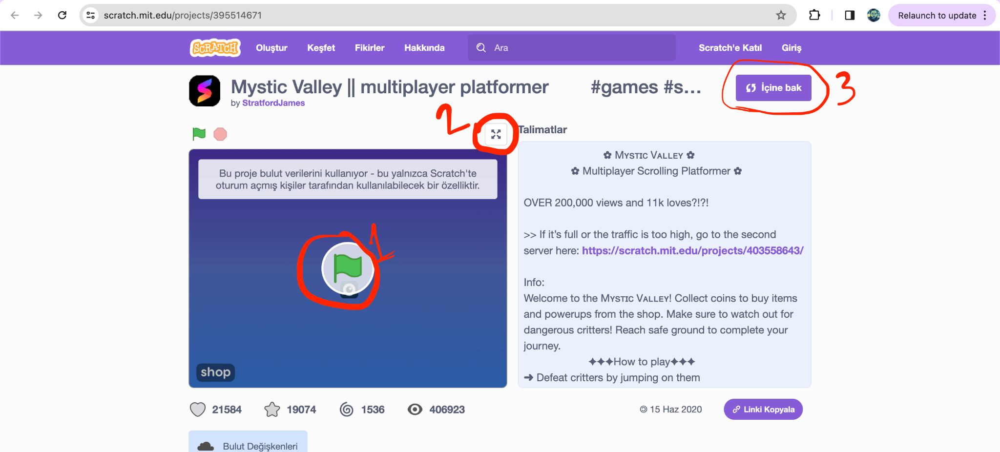 scratch.mit.edu/projects/395514671
Relaunch to update
SCRATCH
Oluştur
Keşfet
Fikirler
Hakkında
Ara
Scratch'e Katıl
Giriş
Mystic Valley || multiplayer platformer #games #s...
by StratfordJames
İçine bak
3
2
Talimatlar
Bu proje bulut verilerini kullanıyor - bu yalnızca Scratch'te
oturum açmış kişiler tarafından kullanılabilecek bir özelliktir.
1
shop
✿ Mʏsᴛɪᴄ Vᴀʟʟᴇʏ ✿
✿ Multiplayer Scrolling Platformer ✿
OVER 200,000 views and 11k loves?!?!
>> If it’s full or the traffic is too high, go to the second
server here: https://scratch.mit.edu/projects/403558643/
Info:
Welcome to the Mʏsᴛɪᴄ Vᴀʟʟᴇʏ! Collect coins to buy items
and powerups from the shop. Make sure to watch out for
dangerous critters! Reach safe ground to complete your
journey.
✦✦✦How to play✦✦✦
➜ Defeat critters by jumping on them
21584
19074
1536
406923
© 15 Haz 2020
Linki Kopyala
Bulut Değişkenleri